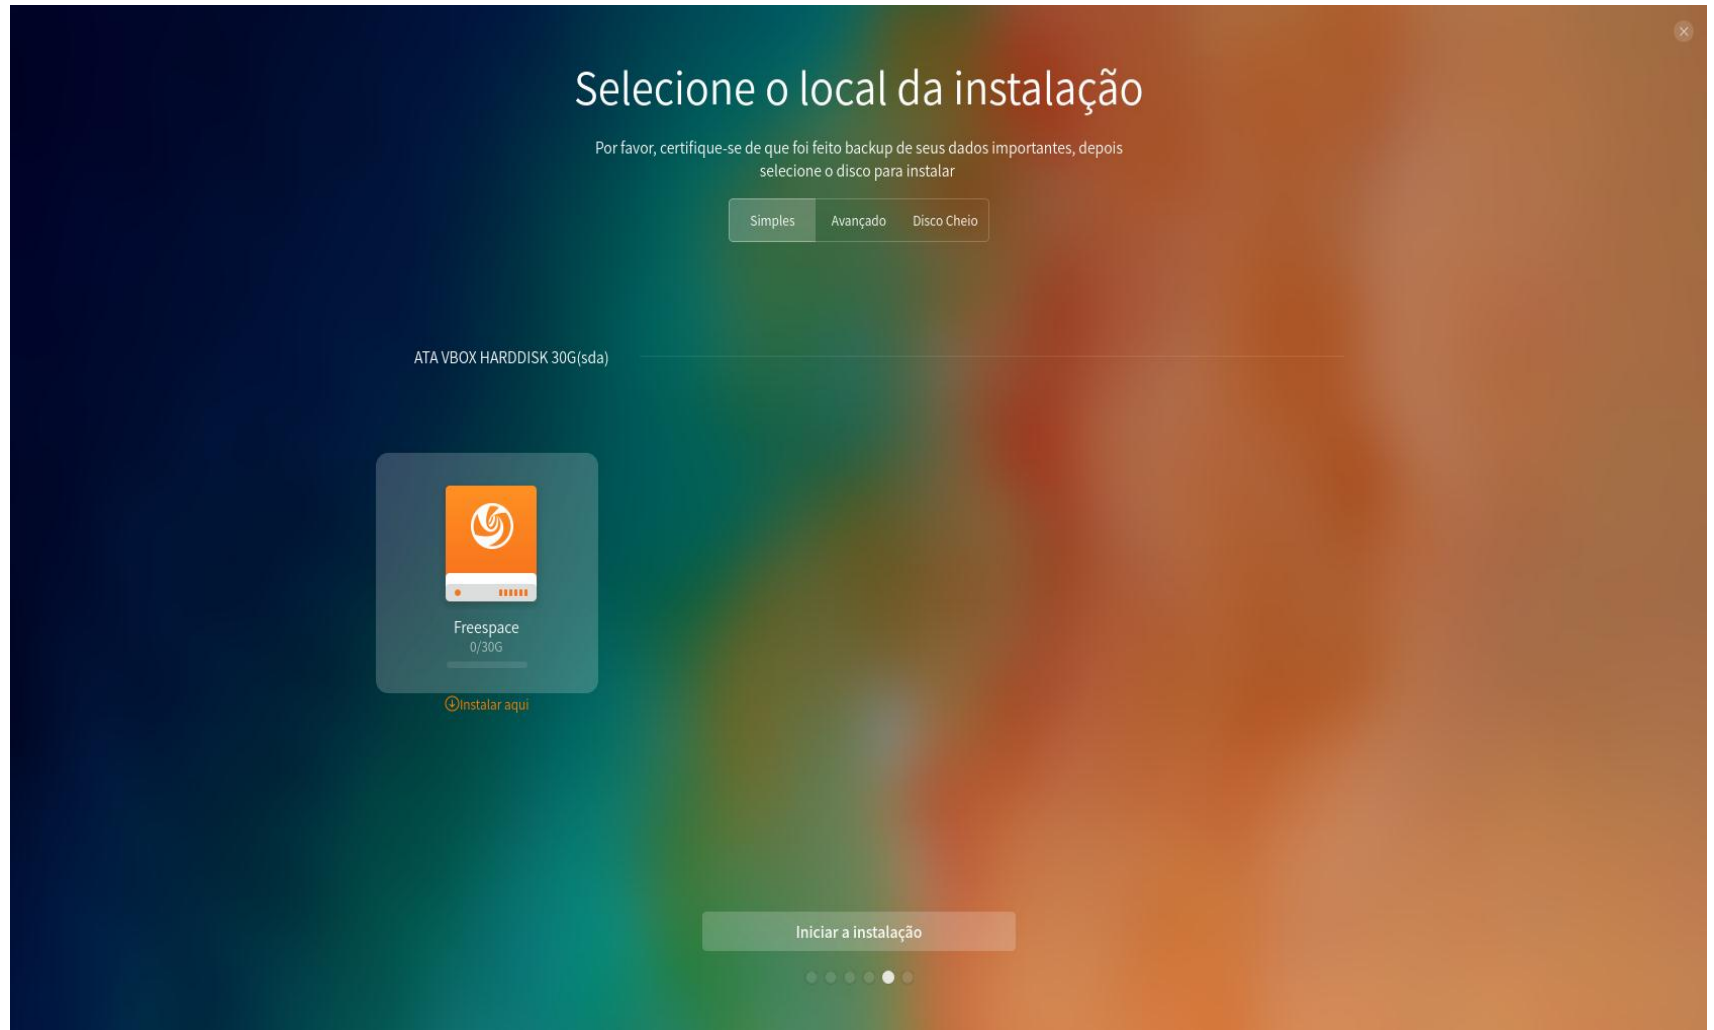 Selecione o local da instalação
Por favor, certifique-se de que foi feito backup de seus dados importantes, depois
selecione o disco para instalar
Simples Avançado Disco Cheio
ATA VBOX HARDDISK 30G(sda)
Freespace
0/30G
Instalar aqui
Iniciar a instalação